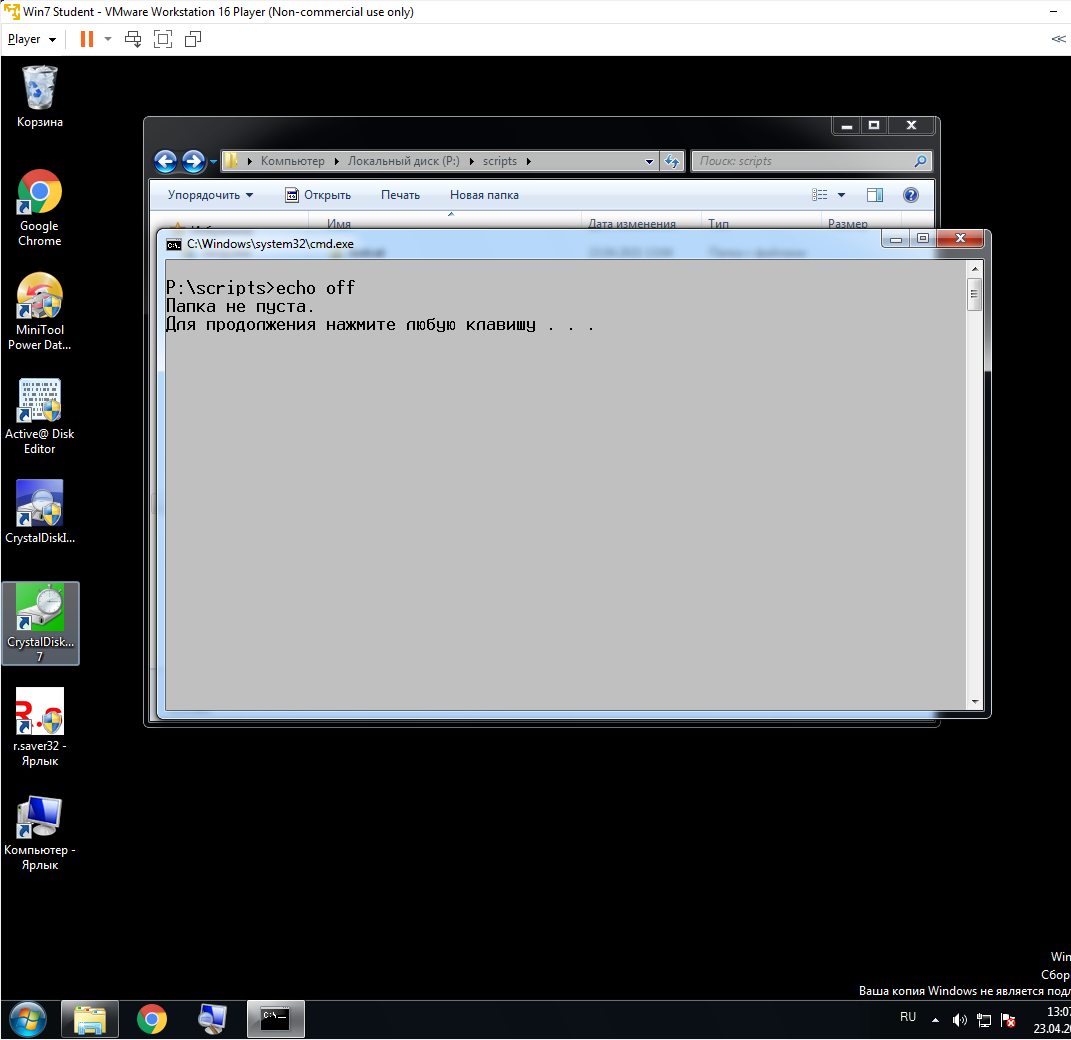 Win7 Student - VMware Workstation 16 Player (Non-commercial use only)
Player
Корзина
Google
Chrome
MiniTool
Power Dat...
Active@ Disk
Editor
CrystalDiskI...
CrystalDisk...
7
r.saver32 -
Ярлык
Компьютер -
Ярлык
Компьютер
Локальный диск (P:)
scripts
Поиск: scripts
Упорядочить
Открыть
Печать
Новая папка
Имя
Дата изменения
Тип
Размер
C:\Windows\system32\cmd.exe
P:\scripts>echo off
Папка не пуста.
Для продолжения нажмите любую клавишу . . .
Win
Сбор
Ваша копия Windows не является подл
RU
13:07
23.04.20